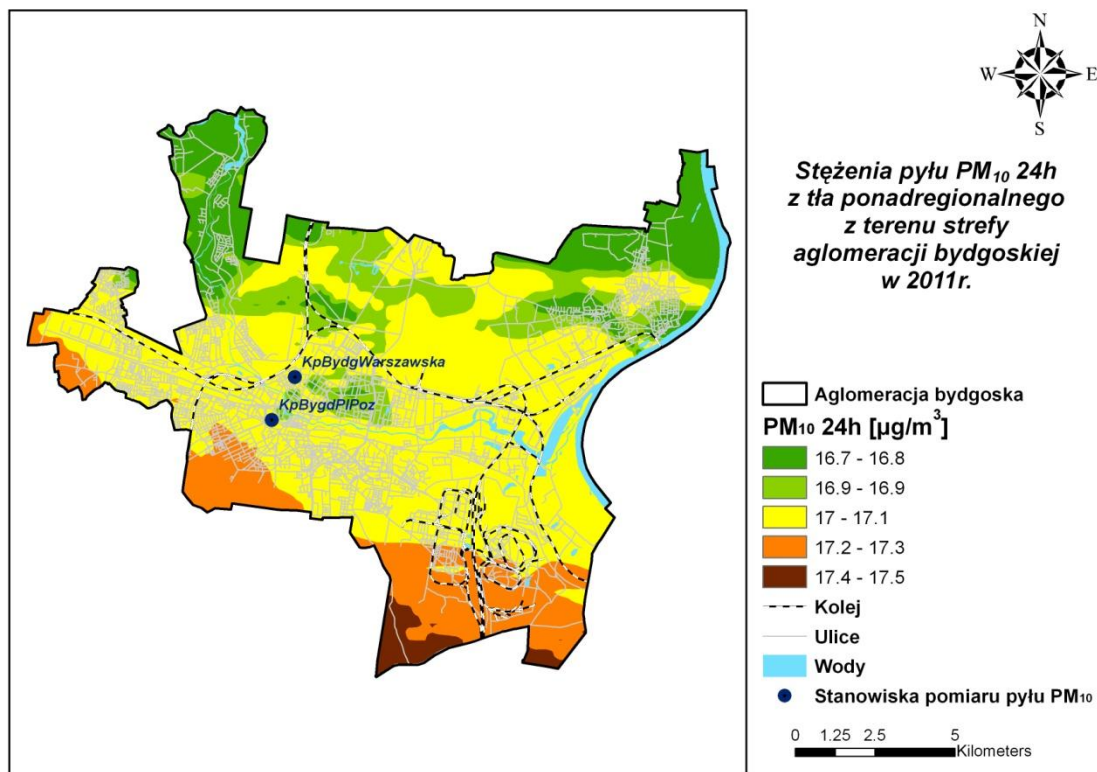 N
W E
S
Stężenia pyłu PM₁₀ 24h
z tła ponadregionalnego
z terenu strefy
aglomeracji bydgoskiej
w 2011r.
KpBydgWarszawska
KpBygdPlPoz
Aglomeracja bydgoska
PM₁₀ 24h [µg/m³]
16.7 - 16.8
16.9 - 16.9
17 - 17.1
17.2 - 17.3
17.4 - 17.5
Kolej
Ulice
Wody
Stanowiska pomiaru pyłu PM₁₀
0 1.25 2.5 5
Kilometers